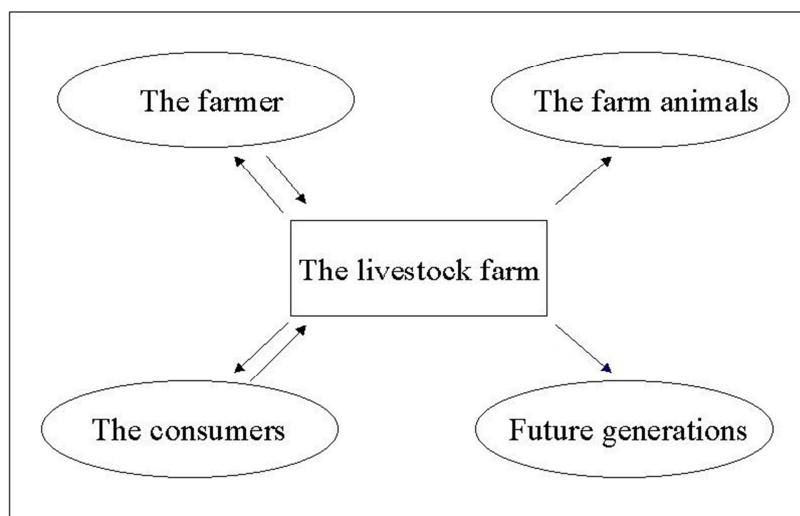 The farmer
The farm animals
The livestock farm
The consumers
Future generations